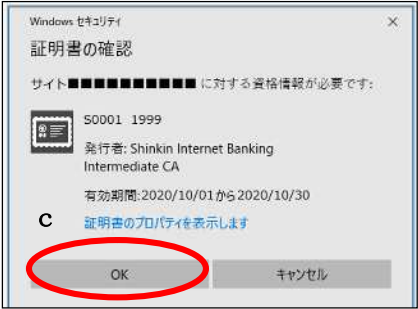 Windows セキュリティ
証明書の確認
サイト■■■■■■■■■■ に対する資格情報が必要です:
S0001 1999
発行者: Shinkin Internet Banking
Intermediate CA
有効期間:2020/10/01から2020/10/30
c
証明書のプロパティを表示します
OK
キャンセル